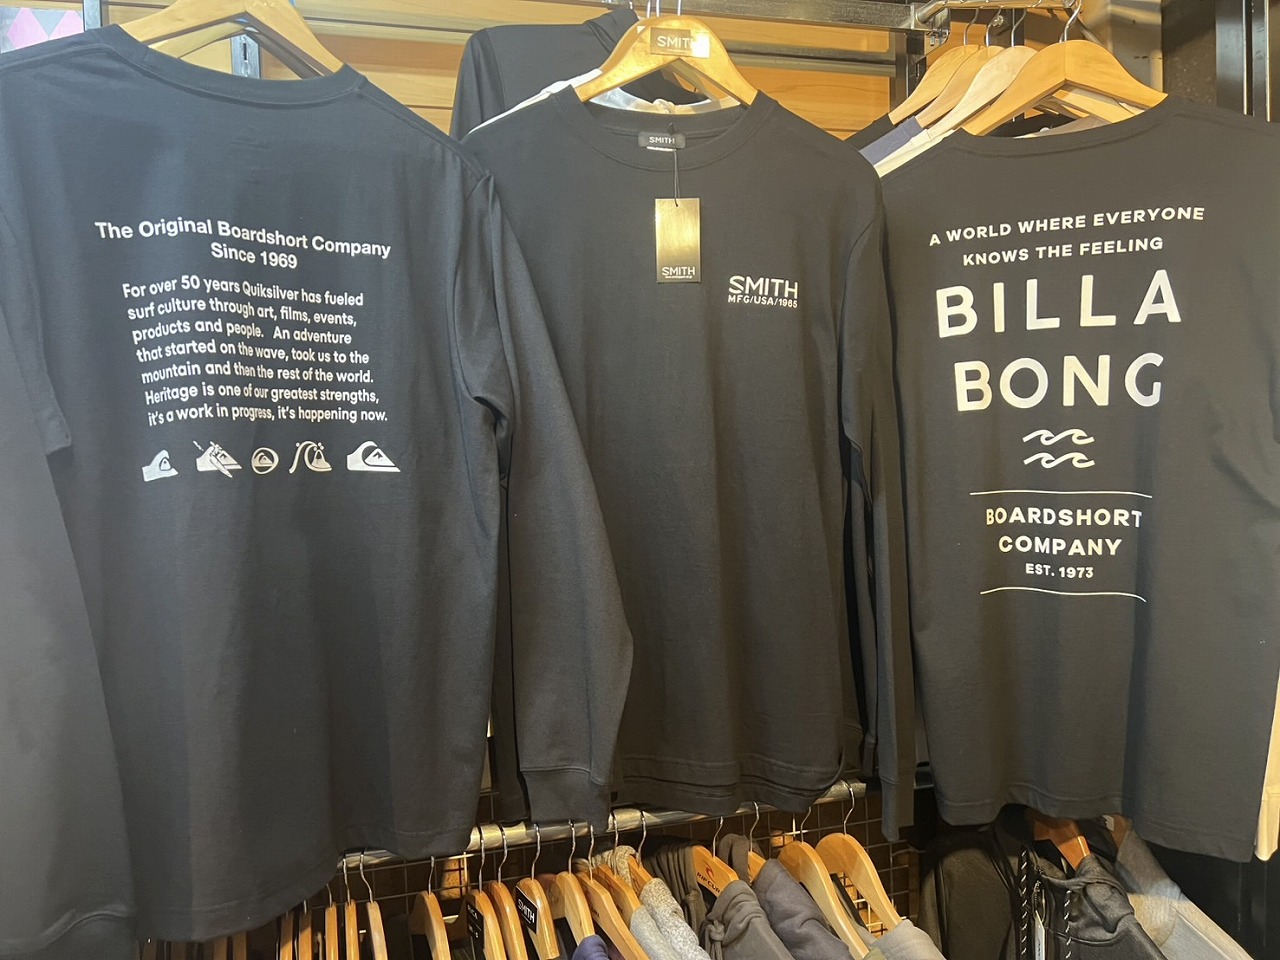 The Original Boardshort Company
Since 1969
For over 50 years Quiksilver has fueled
surf culture through art, films, events,
products and people. An adventure
that started on the wave, took us to the
mountain and then the rest of the world.
Heritage is one of our greatest strengths,
it's a work in progress, it's happening now.
SMITH
SMITH
SMITH
SMITH
MFG/USA/1965
A WORLD WHERE EVERYONE
KNOWS THE FEELING
BILLA
BONG
BOARDSHORT
COMPANY
EST. 1973
SMITH
RIPCURL